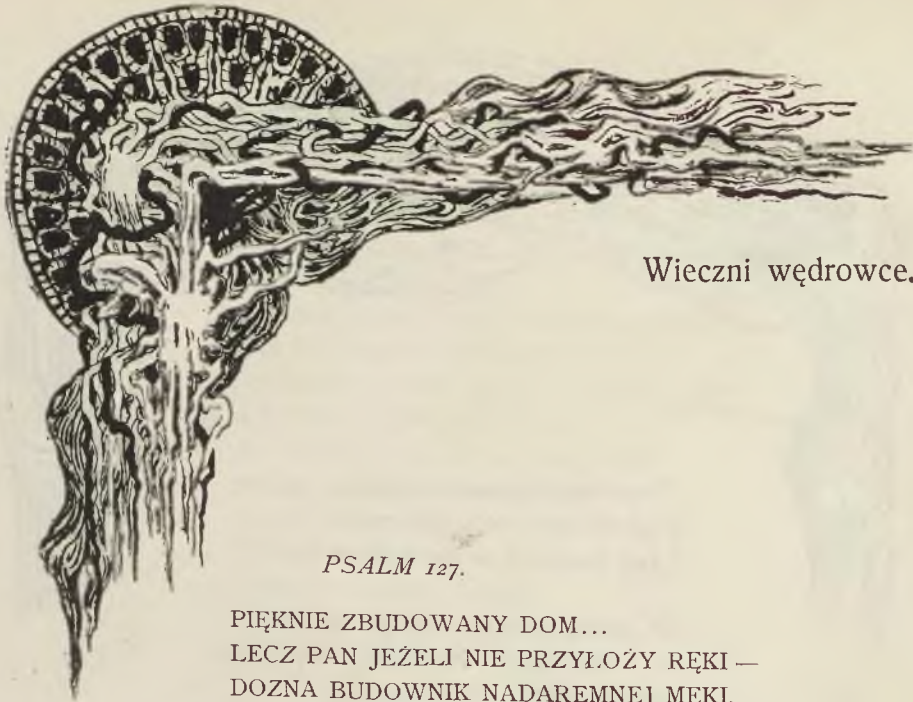 Wieczni wędrowce.
PSALM 127.
PIĘKNIE ZBUDOWANY DOM...
LECZ PAN JEŻELI NIE PRZYŁOŻY RĘKI —
DOZNA BUDOWNIK NADAREMNEJ MĘKI.